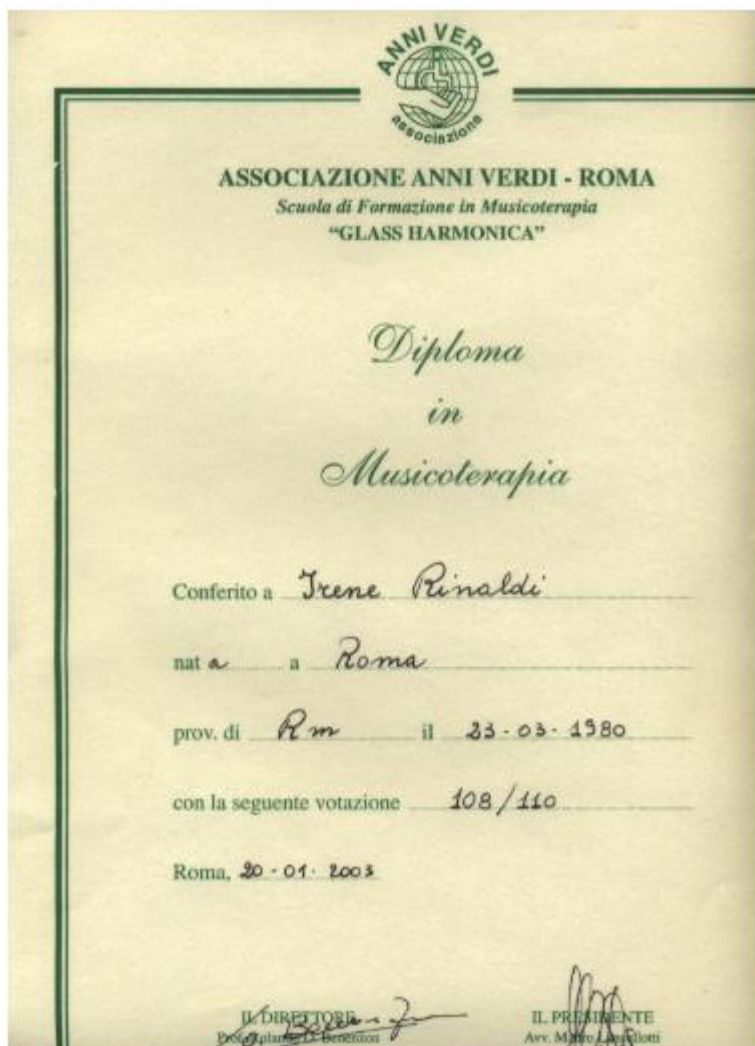 ANNI VERDI
associazione
ASSOCIAZIONE ANNI VERDI - ROMA
Scuola di Formazione in Musicoterapia
“GLASS HARMONICA”
Diploma
in
Musicoterapia
Conferito a Irene Rinaldi
nat a a Roma
prov. di Rm il 23-03-1980
con la seguente votazione 108/110
Roma, 20-01-2003
IL DIRETTORE IL PRESIDENTE
Benenzon Avv.